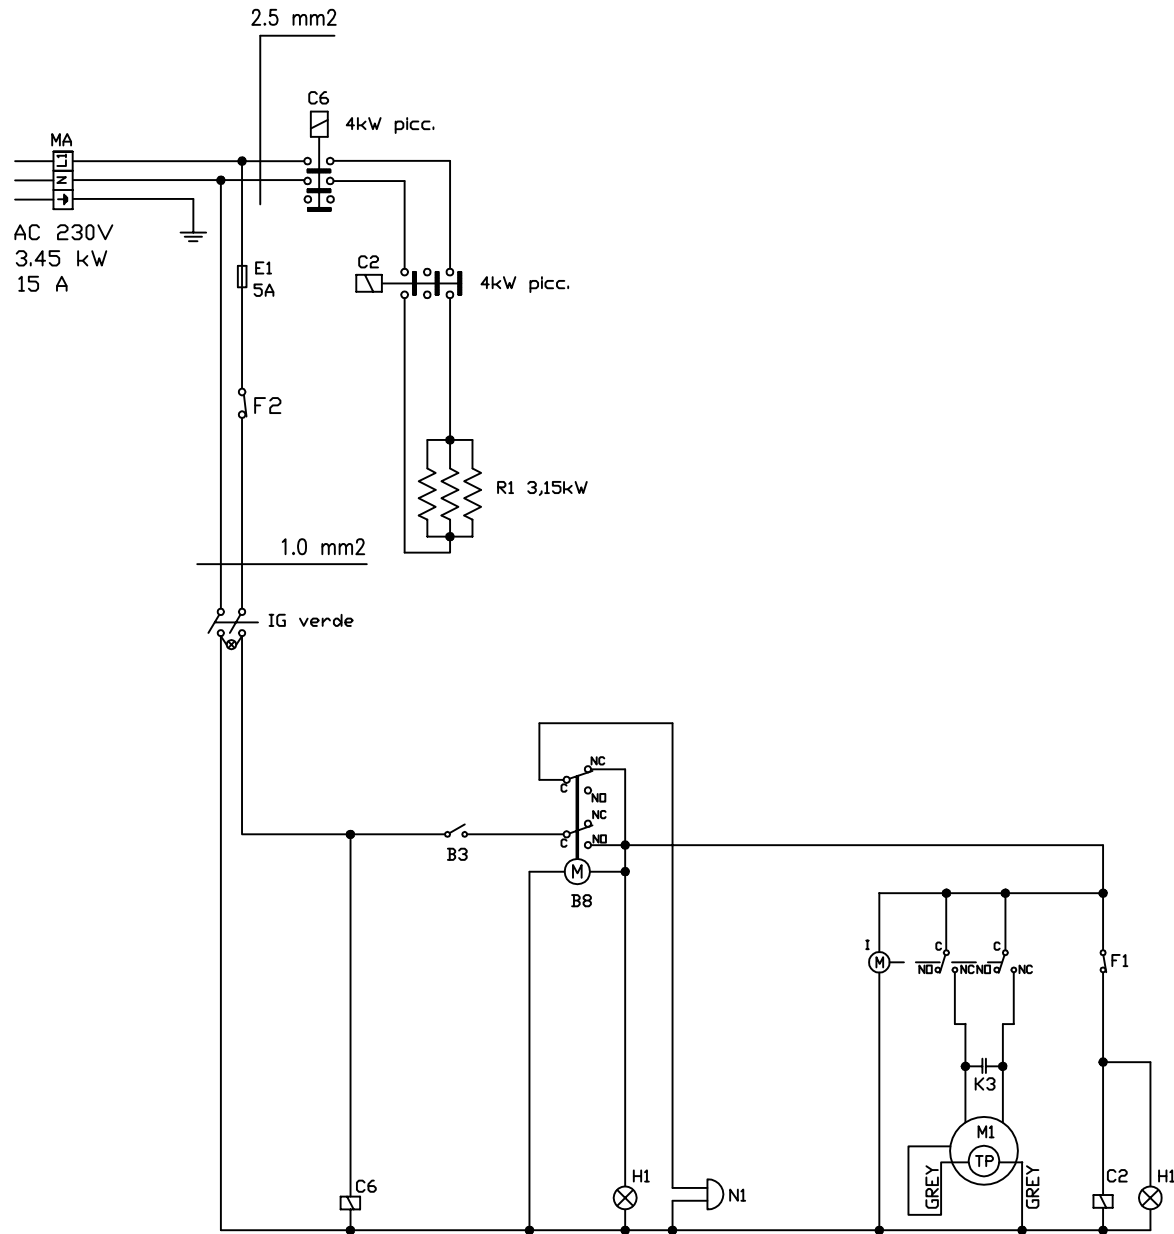 2.5 mm2
C6
4kW picc.
MA
L1
N
AC 230V
3.45 kW
15 A
E1
5A
C2
4kW picc.
F2
R1 3,15kW
1.0 mm2
IG verde
NC
C
NO
NC
C
NO
B3
M
B8
I
M
C
C
NO
NC
NO
NC
F1
K3
M1
TP
GREY
GREY
C6
H1
N1
C2
H1